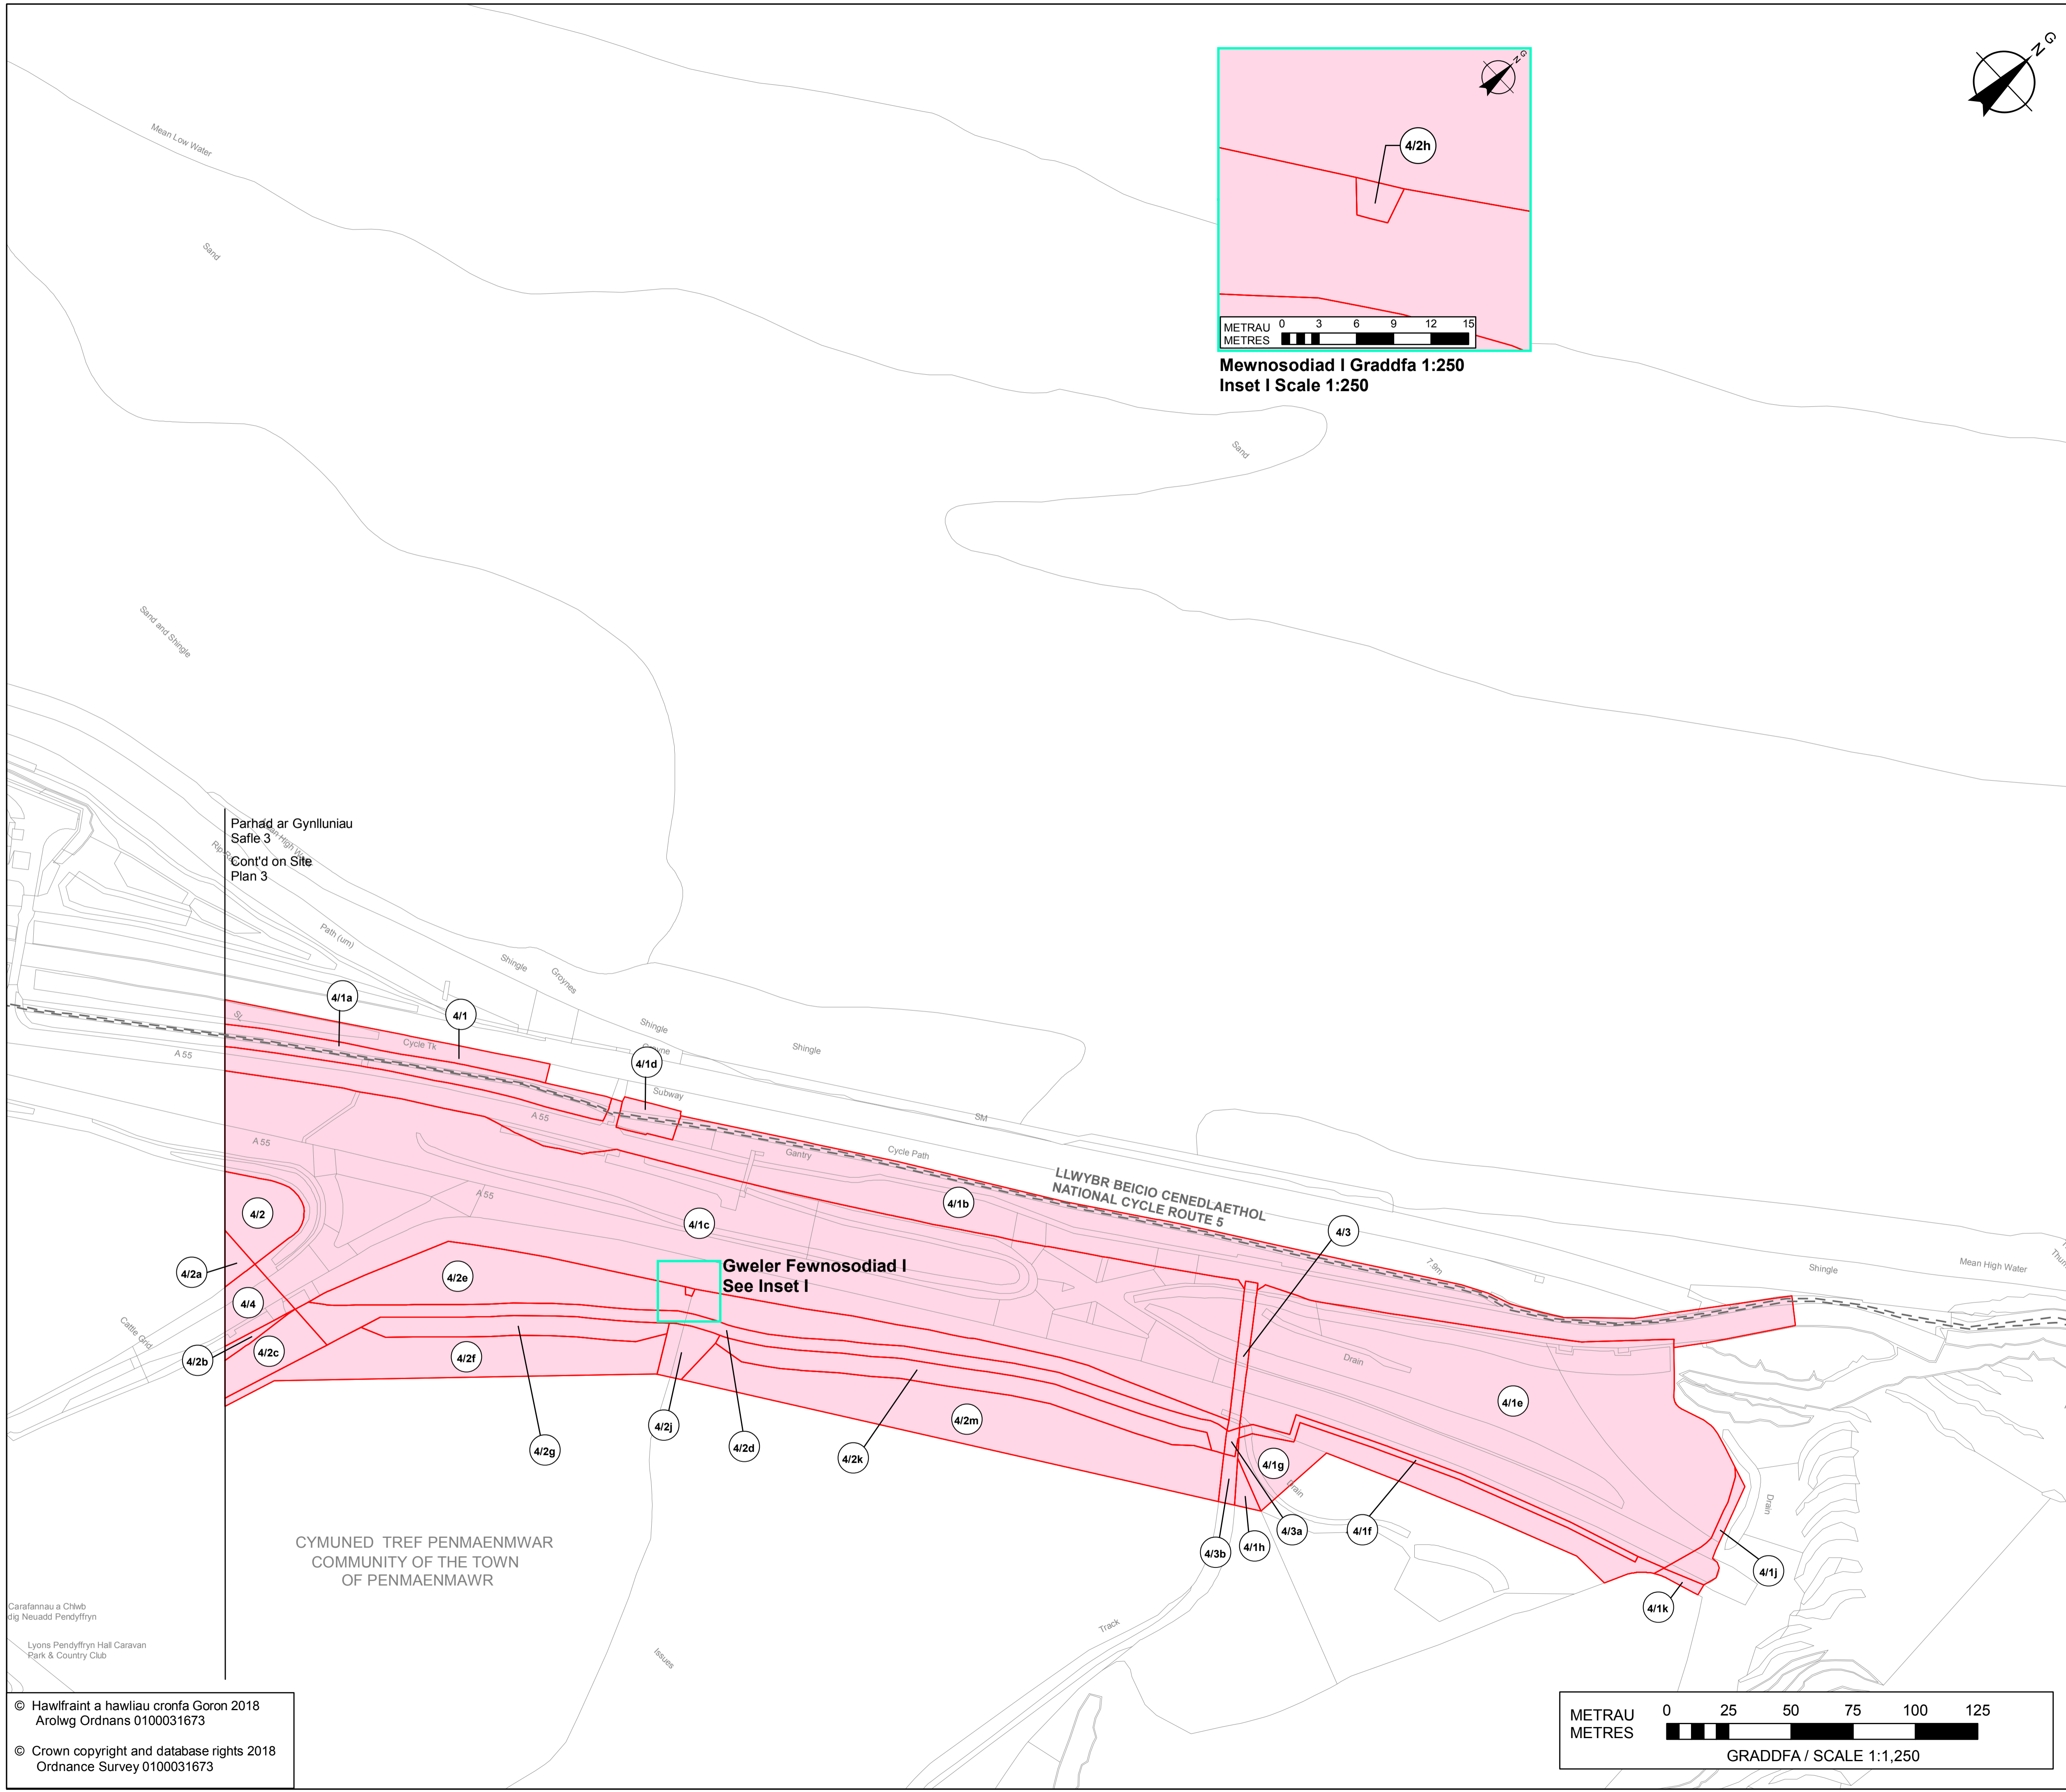 G
N
Mean Low Water
Sand
G
N
4/2h
METRAU
METRES
0 3 6 9 12 15
Mewnosodiad I Graddfa 1:250
Inset I Scale 1:250
Sand
Sand and Shingle
Parhad ar Gynlluniau
Safle 3
Cont'd on Site
Plan 3
Path (um)
Shingle
Groynes
Shingle
Shingle
4/1a
4/1
SL
Cycle Tk
A 55
4/1d
Subway
SM
A 55
A 55
Gantry
Cycle Path
LLWYBR BEICIO CENEDLAETHOL
NATIONAL CYCLE ROUTE 5
A 55
4/2
4/1c
4/1b
4/3
7.9m
Shingle
Mean High Water
4/2a
4/2e
Gweler Fewnosodiad I
See Inset I
4/4
Cattle Grid
4/2b
4/2c
4/2f
Drain
4/1e
4/2g
4/2j
4/2d
4/2k
4/2m
4/1g
Drain
Drain
4/3b
4/1h
4/3a
4/1f
4/1j
4/1k
CYMUNED TREF PENMAENMWAR
COMMUNITY OF THE TOWN
OF PENMAENMAWR
Carafannau a Chlwb
dig Neuadd Pendyffryn
Lyons Pendyffryn Hall Caravan
Park & Country Club
Issues
Track
© Hawlfraint a hawliau cronfa Goron 2018
Arolwg Ordnans 0100031673
© Crown copyright and database rights 2018
Ordnance Survey 0100031673
METRAU
METRES
0 25 50 75 100 125
GRADDFA / SCALE 1:1,250